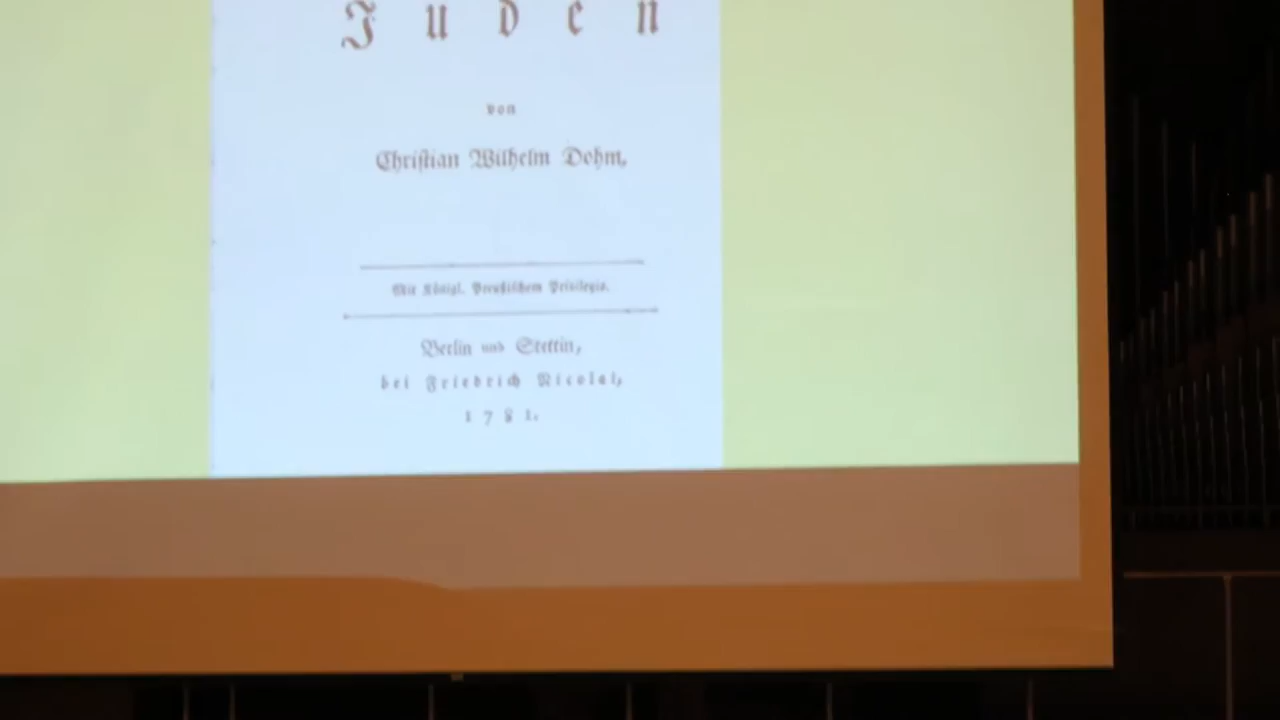 Juden
von
Christian Wilhelm Dohm,
Mit Königl. Preußischem Privilegio.
Berlin und Stettin,
bei Friedrich Nicolai,
1781.